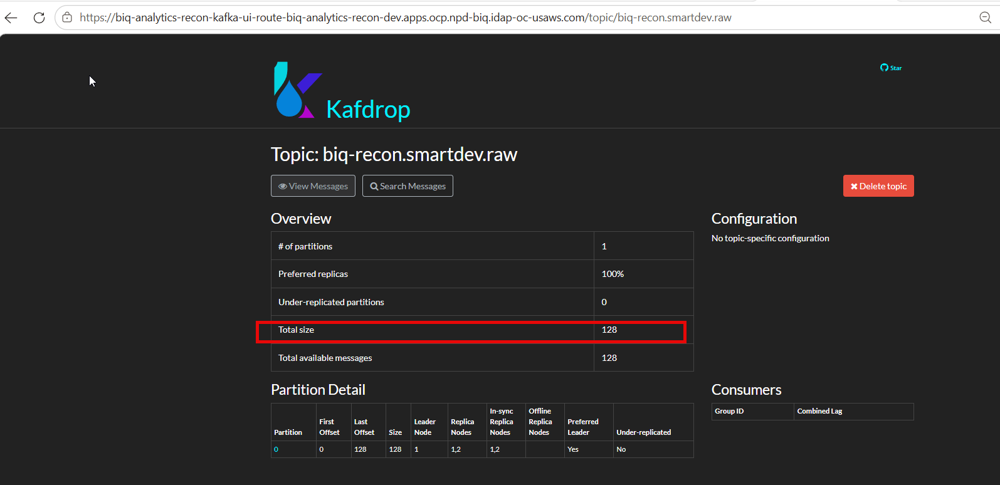 https://biq-analytics-recon-kafka-ui-route-biq-analytics-recon-dev.apps.ocp.npd-biq.idap-oc-usaws.com/topic/biq-recon.smartdev.raw
Star
Kafdrop
Topic: biq-recon.smartdev.raw
View Messages Search Messages Delete topic
Overview
# of partitions 1
Preferred replicas 100%
Under-replicated partitions 0
Total size 128
Total available messages 128
Configuration
No topic-specific configuration
Partition Detail
Partition First Offset Last Offset Size Leader Node Replica Nodes In-sync Replica Nodes Offline Replica Nodes Preferred Leader Under-replicated
0 0 128 128 1 1,2 1,2 Yes No
Consumers
Group ID Combined Lag